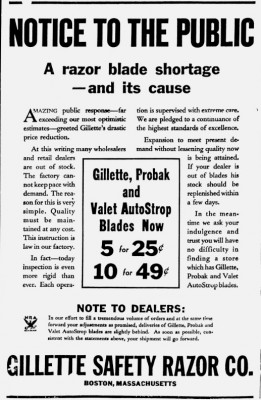 NOTICE TO THE PUBLIC
A razor blade shortage
—and its cause
AMAZING public response—far
exceeding our most optimistic
estimates—greeted Gillette's drastic
price reduction.
At this writing many wholesalers
and retail dealers
are out of stock.
The factory can-
not keep pace with
demand. The rea-
son for this is very
simple. Quality
must be main-
tained at any cost.
This instruction is
law in our factory.
In fact—today
inspection is even
more rigid than
ever. Each opera-
tion is supervised with extreme care.
We are pledged to a continuance of
the highest standards of excellence.
Expansion to meet present de-
mand without lessening quality now
is being attained.
If your dealer is
out of blades his
stock should be
replenished within
a few days.
In the mean-
time we ask your
indulgence and
trust you will have
no difficulty in
finding a store
which has Gillette,
Probak and Valet
AutoStrop blades.
Gillette, Probak
and
Valet AutoStrop
Blades Now
5 for 25¢
10 for 49¢
NOTE TO DEALERS:
In our effort to fill a tremendous volume of orders and at the same time
forward your adjustments as promised, deliveries of Gillette, Probak and
Valet AutoStrop blades are slightly behind. As soon as possible, con-
sistent with the statements above, your shipment will go forward.
GILLETTE SAFETY RAZOR CO.
BOSTON, MASSACHUSETTS